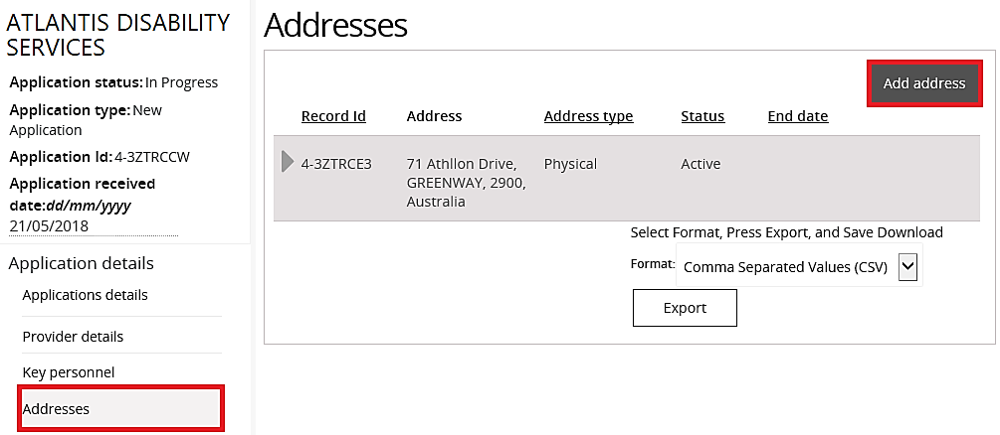 ATLANTIS DISABILITY
SERVICES
Application status: In Progress
Application type: New
Application
Application Id: 4-3ZTRCCW
Application received
date:dd/mm/yyyy
21/05/2018
Application details
Applications details
Provider details
Key personnel
Addresses
Addresses
Add address
Record Id Address Address type Status End date
4-3ZTRCE3 71 Athllon Drive, Physical Active
GREENWAY, 2900,
Australia
Select Format, Press Export, and Save Download
Format: Comma Separated Values (CSV)
Export